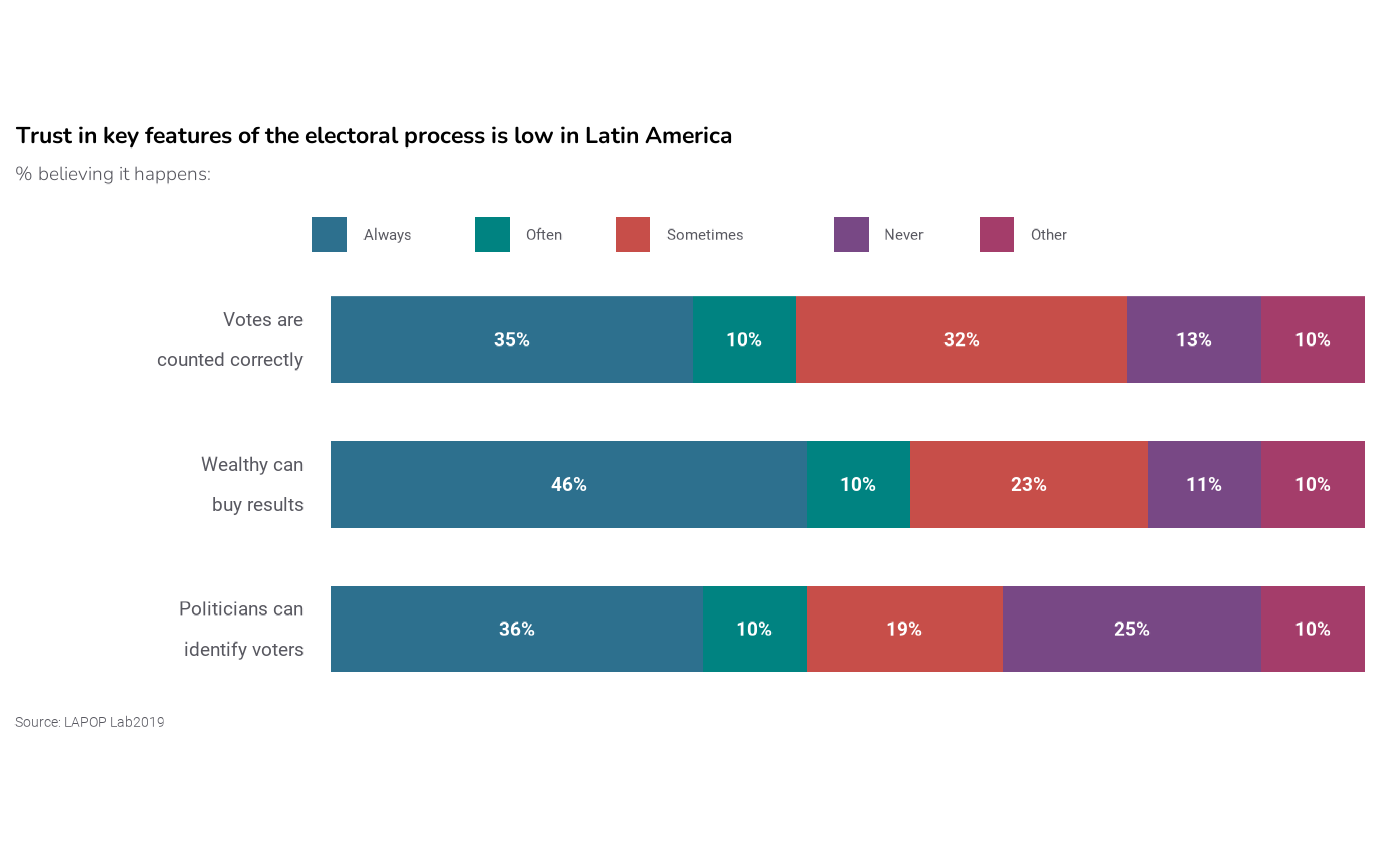 Trust in key features of the electoral process is low in Latin America
% believing it happens:
Always Often Sometimes Never Other
Votes are
counted correctly
35% 10% 32% 13% 10%
Wealthy can
buy results
46% 10% 23% 11% 10%
Politicians can
identify voters
36% 10% 19% 25% 10%
Source: LAPOP Lab2019